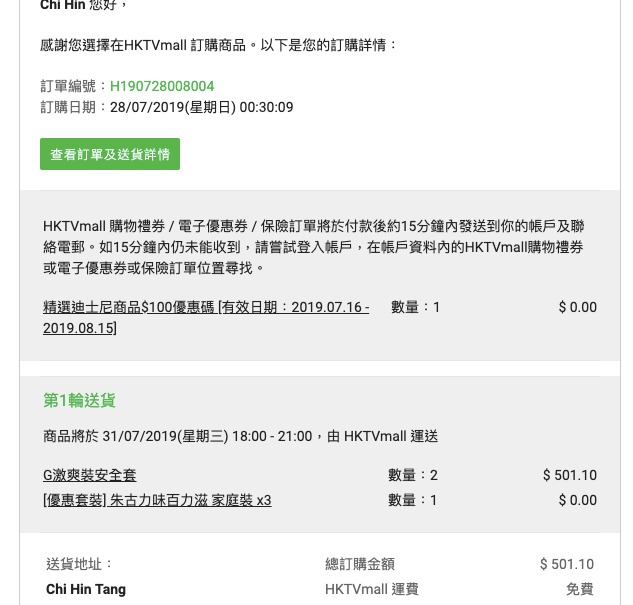 Chi Hin 您好，
感謝您選擇在HKTVmall 訂購商品。以下是您的訂購詳情：
訂單編號：H190728008004
訂購日期：28/07/2019(星期日) 00:30:09
查看訂單及送貨詳情
HKTVmall 購物禮券 / 電子優惠券 / 保險訂單將於付款後約15分鐘內發送到你的帳戶及聯
絡電郵。如15分鐘內仍未能收到，請嘗試登入帳戶，在帳戶資料內的HKTVmall購物禮券
或電子優惠券或保險訂單位置尋找。
精選迪士尼商品$100優惠碼 [有效日期：2019.07.16 - 數量：1 $ 0.00
2019.08.15]
第1輪送貨
商品將於 31/07/2019(星期三) 18:00 - 21:00，由 HKTVmall 運送
G激爽裝安全套 數量：2 $ 501.10
[優惠套裝] 朱古力味百力滋 家庭裝 x3 數量：1 $ 0.00
送貨地址： 總訂購金額 $ 501.10
Chi Hin Tang HKTVmall 運費 免費